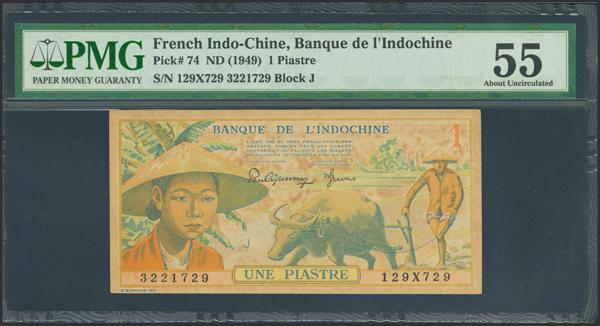 PMG
PAPER MONEY GUARANTY
French Indo-Chine, Banque de l'Indochine
Pick# 74 ND (1949) 1 Piastre
S/N 129X729 3221729 Block J
55
About Uncirculated
BANQUE DE L'INDOCHINE
1
J
3221729
UNE PIASTRE
129X729